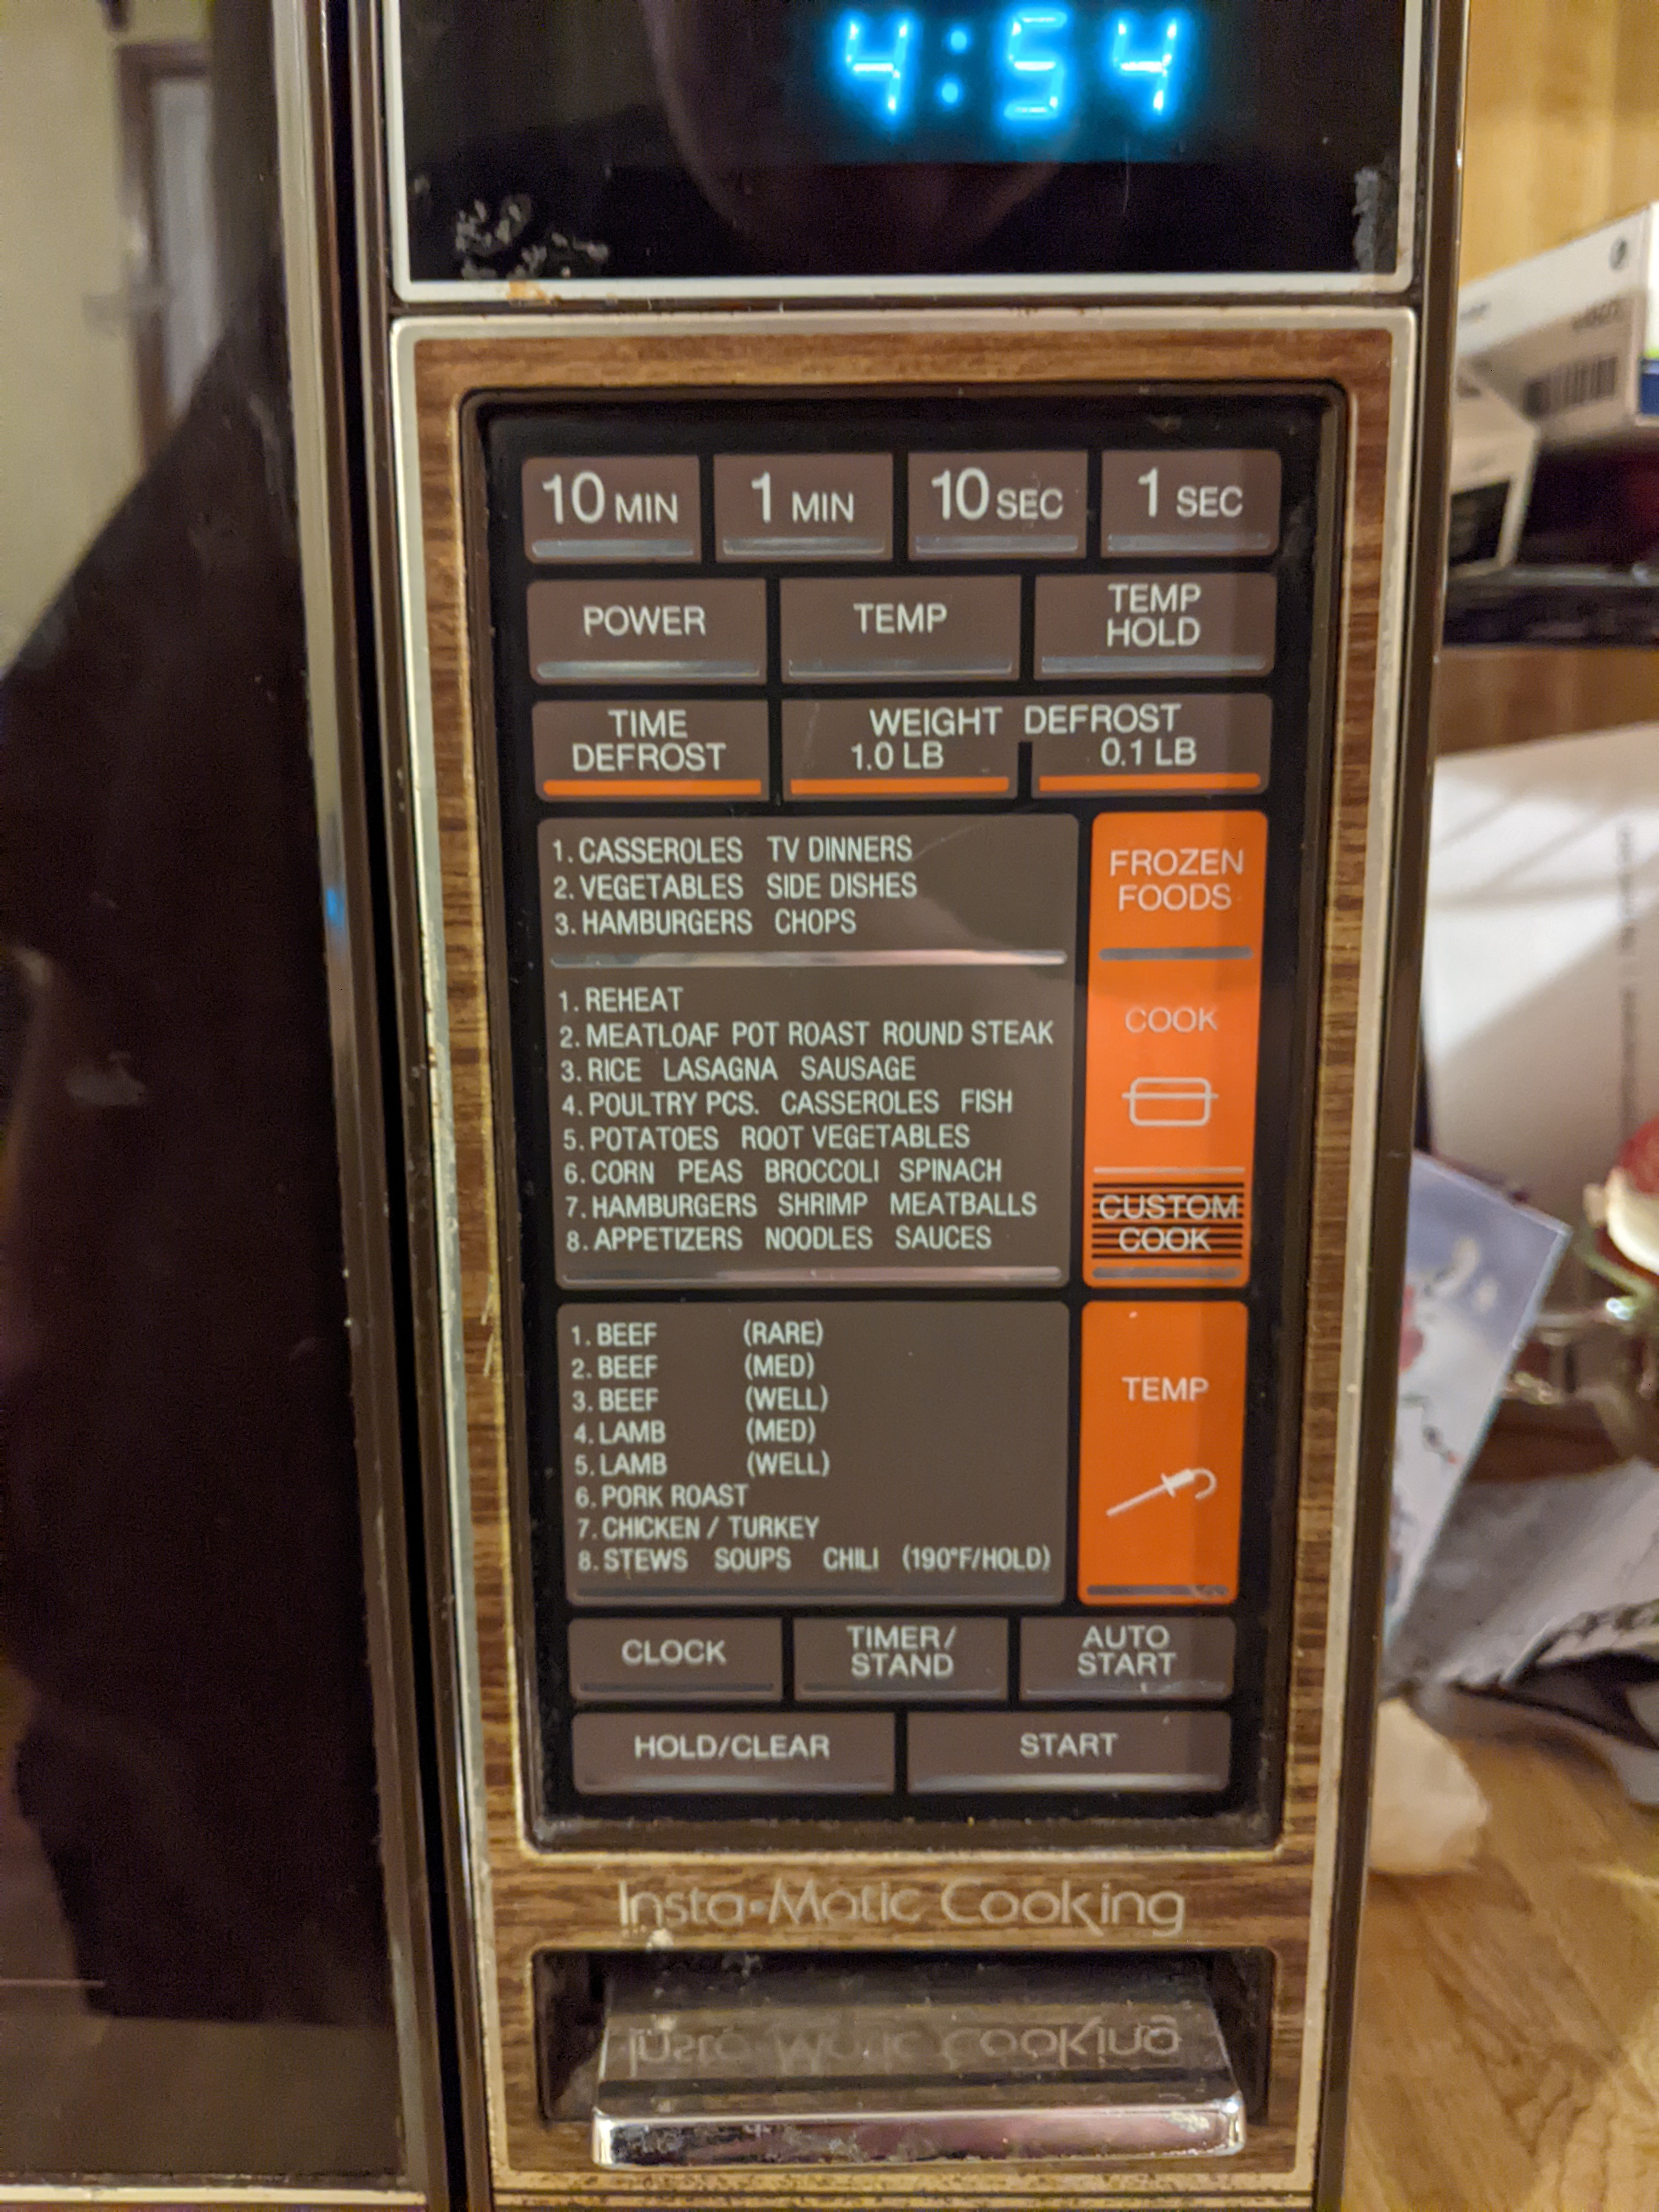 4:54
10 MIN 1 MIN 10 SEC 1 SEC
POWER TEMP TEMP HOLD
TIME DEFROST WEIGHT DEFROST 1.0 LB 0.1 LB
1. CASSEROLES TV DINNERS
2. VEGETABLES SIDE DISHES
3. HAMBURGERS CHOPS
FROZEN
FOODS
1. REHEAT
2. MEATLOAF POT ROAST ROUND STEAK
3. RICE LASAGNA SAUSAGE
4. POULTRY PCS. CASSEROLES FISH
5. POTATOES ROOT VEGETABLES
6. CORN PEAS BROCCOLI SPINACH
7. HAMBURGERS SHRIMP MEATBALLS
8. APPETIZERS NOODLES SAUCES
COOK
CUSTOM
COOK
1. BEEF (RARE)
2. BEEF (MED)
3. BEEF (WELL)
4. LAMB (MED)
5. LAMB (WELL)
6. PORK ROAST
7. CHICKEN / TURKEY
8. STEWS SOUPS CHILI (190°F/HOLD)
TEMP
CLOCK TIMER/ STAND AUTO START
HOLD/CLEAR START
Insta•Matic Cooking